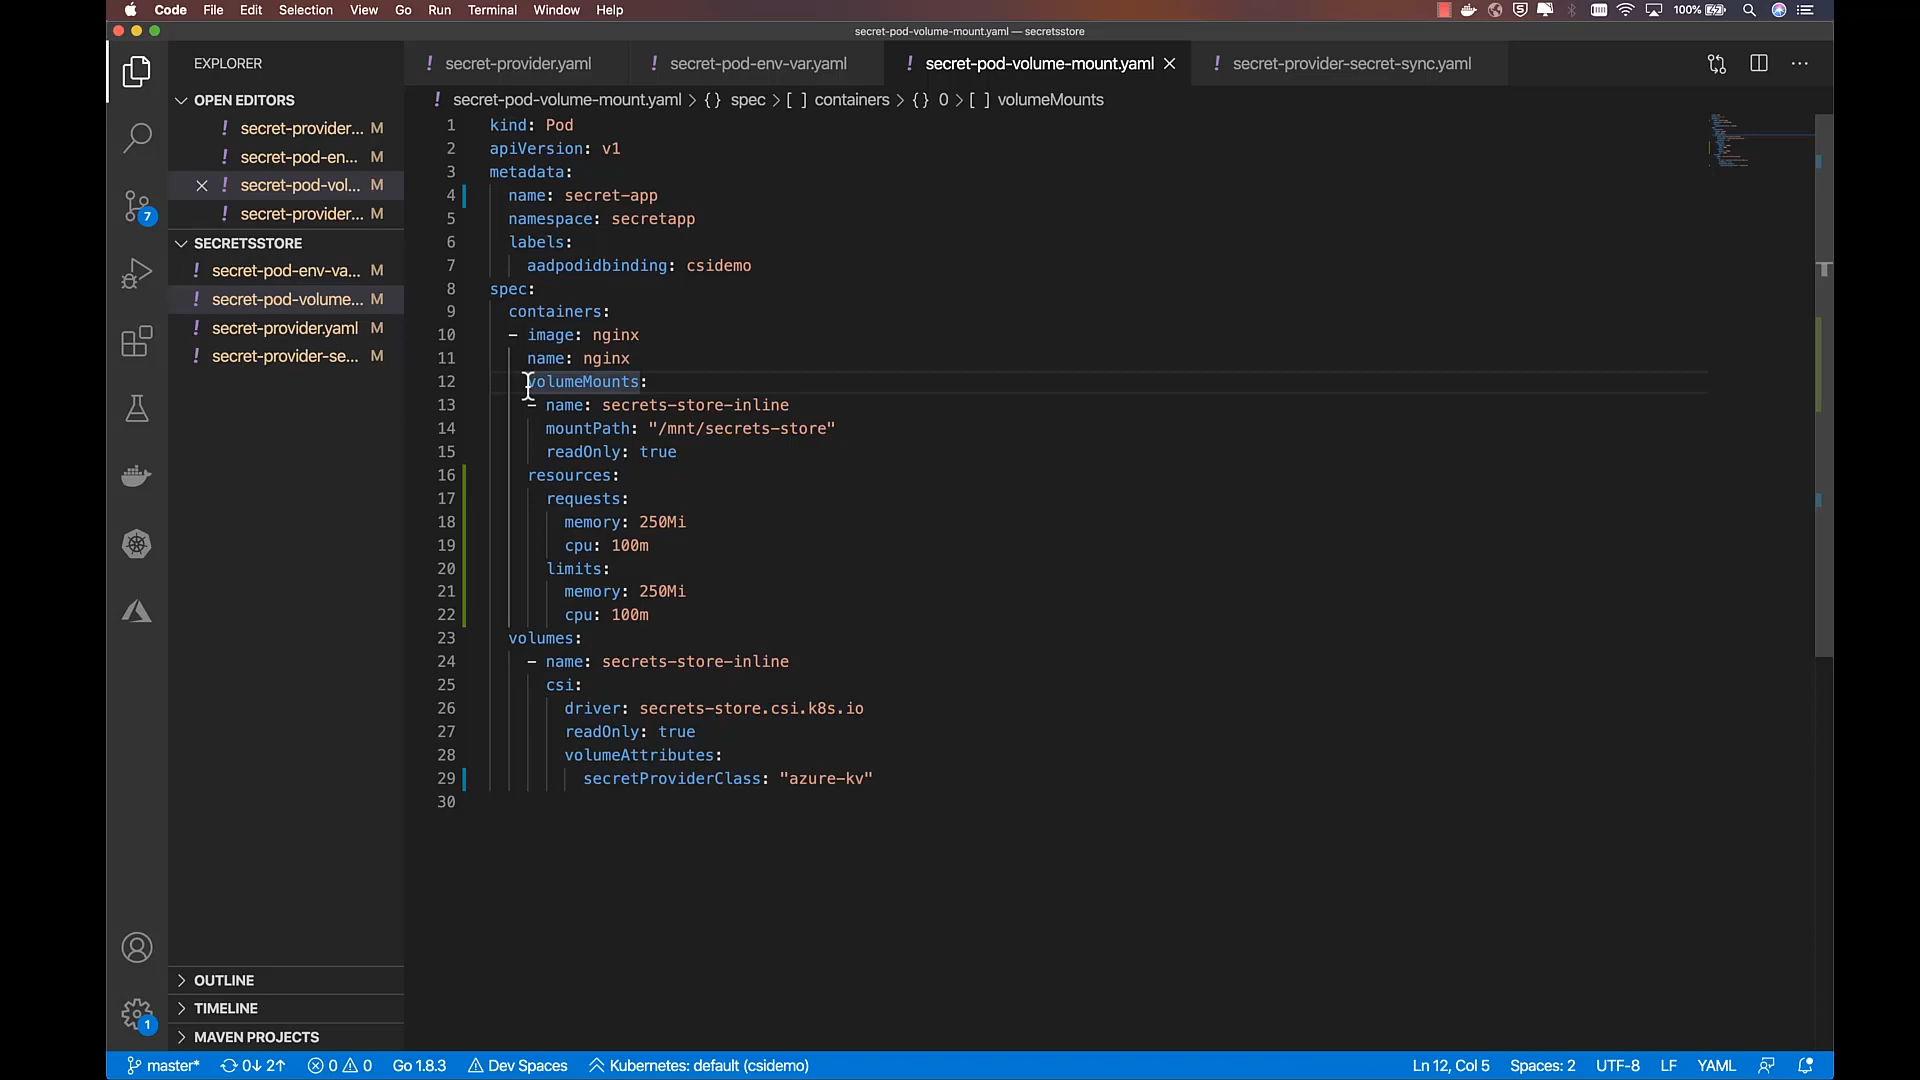 Code File Edit Selection View Go Run Terminal Window Help 100%
secret-pod-volume-mount.yaml — secretsstore
EXPLORER
! secret-provider.yaml
! secret-pod-env-var.yaml
! secret-pod-volume-mount.yaml
! secret-provider-secret-sync.yaml
OPEN EDITORS
! secret-provider... M
! secret-pod-en... M
! secret-pod-vol... M
! secret-provider... M
SECRETSSTORE
! secret-pod-env-va... M
! secret-pod-volume... M
! secret-provider.yaml M
! secret-provider-se... M
7
! secret-pod-volume-mount.yaml > {} spec > [ ] containers > {} 0 > [ ] volumeMounts
1 kind: Pod
2 apiVersion: v1
3 metadata:
4 name: secret-app
5 namespace: secretapp
6 labels:
7 aadpodidbinding: csidemo
8 spec:
9 containers:
10 - image: nginx
11 name: nginx
12 volumeMounts:
13 - name: secrets-store-inline
14 mountPath: "/mnt/secrets-store"
15 readOnly: true
16 resources:
17 requests:
18 memory: 250Mi
19 cpu: 100m
20 limits:
21 memory: 250Mi
22 cpu: 100m
23 volumes:
24 - name: secrets-store-inline
25 csi:
26 driver: secrets-store.csi.k8s.io
27 readOnly: true
28 volumeAttributes:
29 secretProviderClass: "azure-kv"
30
OUTLINE
TIMELINE
MAVEN PROJECTS
1
master* 0↓ 2↑ 0 0 Go 1.8.3 Dev Spaces Kubernetes: default (csidemo) Ln 12, Col 5 Spaces: 2 UTF-8 LF YAML